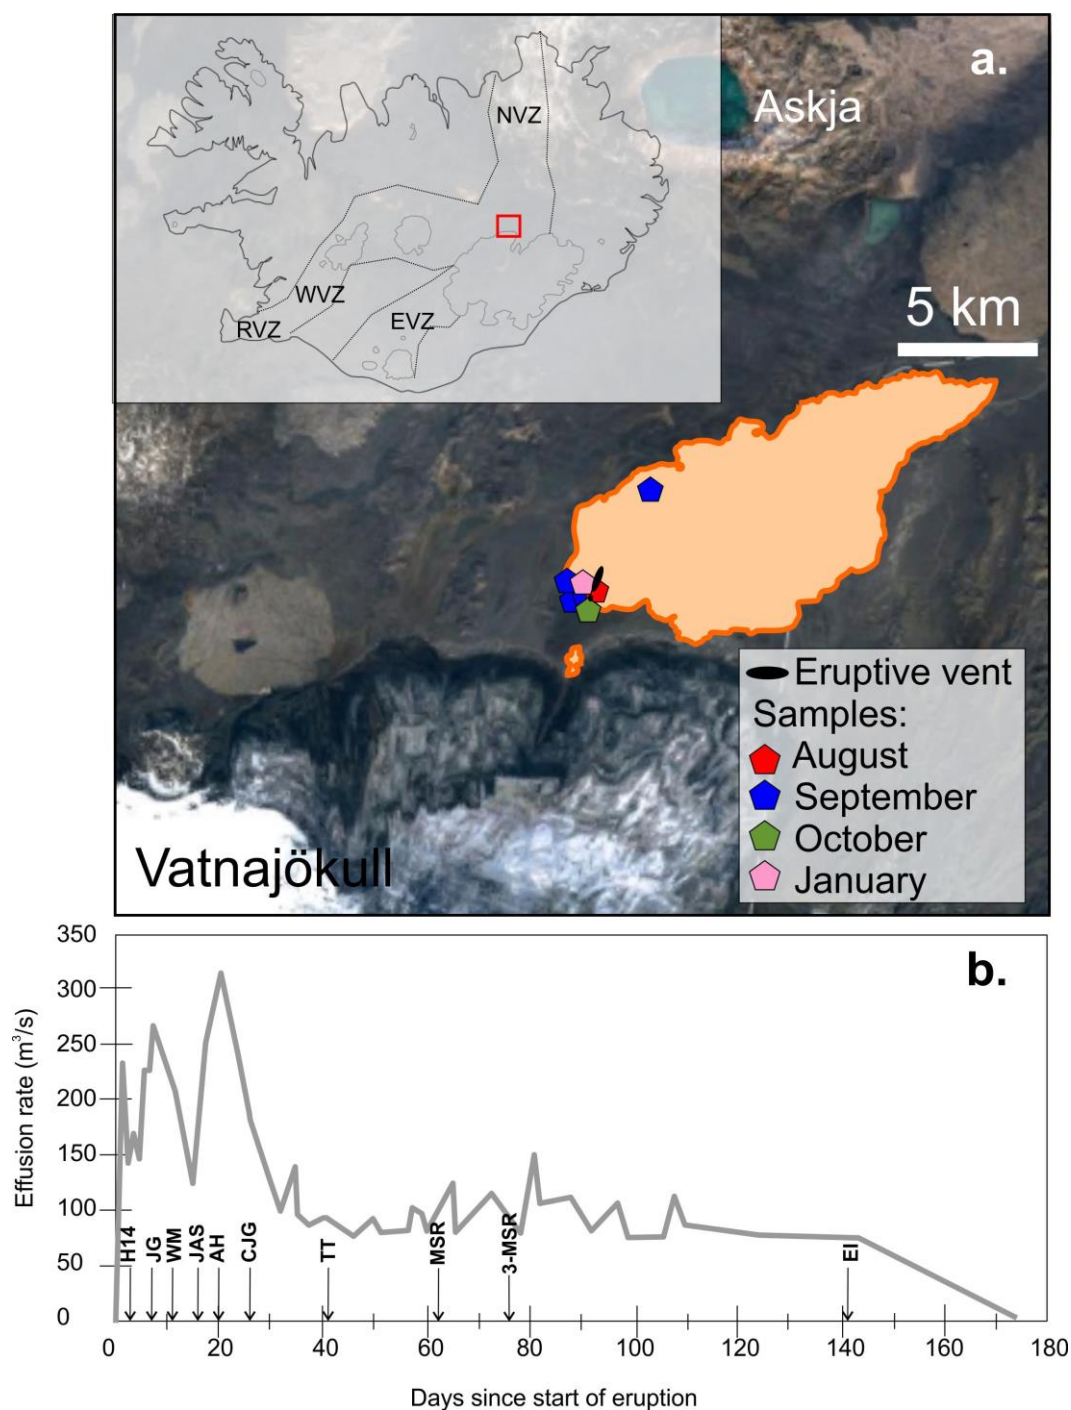 a.
Askja
NVZ
WVZ
RVZ
EVZ
5 km
Eruptive vent
Samples:
August
September
October
January
Vatnajökull
b.
Effusion rate (m³/s)
350
300
250
200
150
100
50
0
H14
JG
WM
JAS
AH
CJG
TT
MSR
3-MSR
EI
0 20 40 60 80 100 120 140 160 180
Days since start of eruption